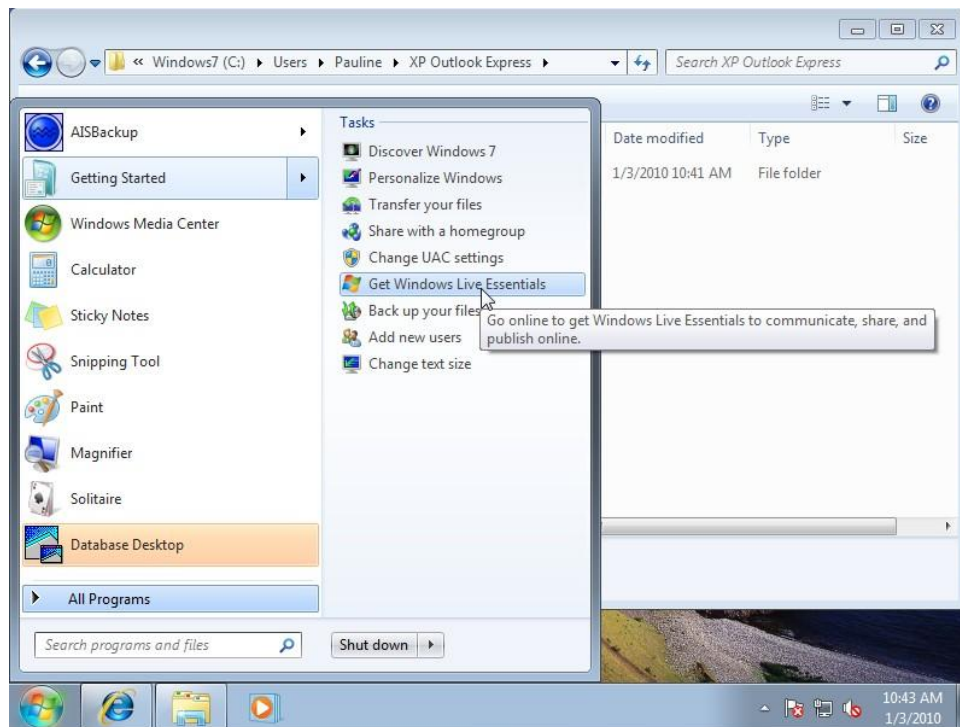 « Windows7 (C:) ▸ Users ▸ Pauline ▸ XP Outlook Express ▸
Search XP Outlook Express
Date modified Type Size
1/3/2010 10:41 AM File folder
AISBackup
Getting Started
Windows Media Center
Calculator
Sticky Notes
Snipping Tool
Paint
Magnifier
Solitaire
Database Desktop
All Programs
Search programs and files
Tasks
Discover Windows 7
Personalize Windows
Transfer your files
Share with a homegroup
Change UAC settings
Get Windows Live Essentials
Back up your files
Add new users
Change text size
Go online to get Windows Live Essentials to communicate, share, and
publish online.
Shut down
10:43 AM
1/3/2010